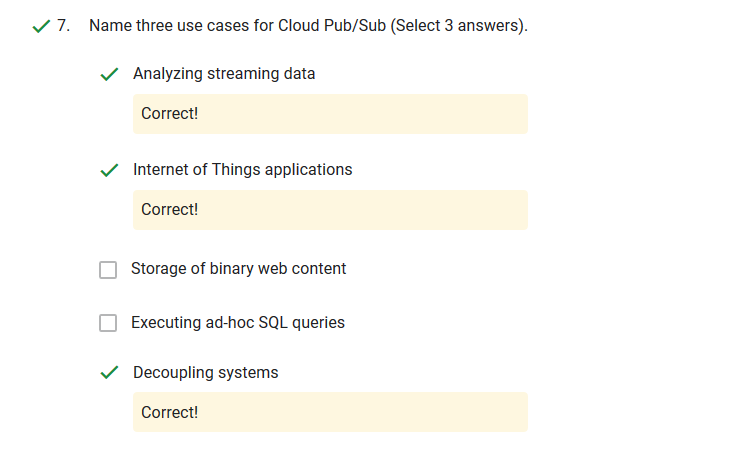 7. Name three use cases for Cloud Pub/Sub (Select 3 answers).
Analyzing streaming data
Correct!
Internet of Things applications
Correct!
Storage of binary web content
Executing ad-hoc SQL queries
Decoupling systems
Correct!